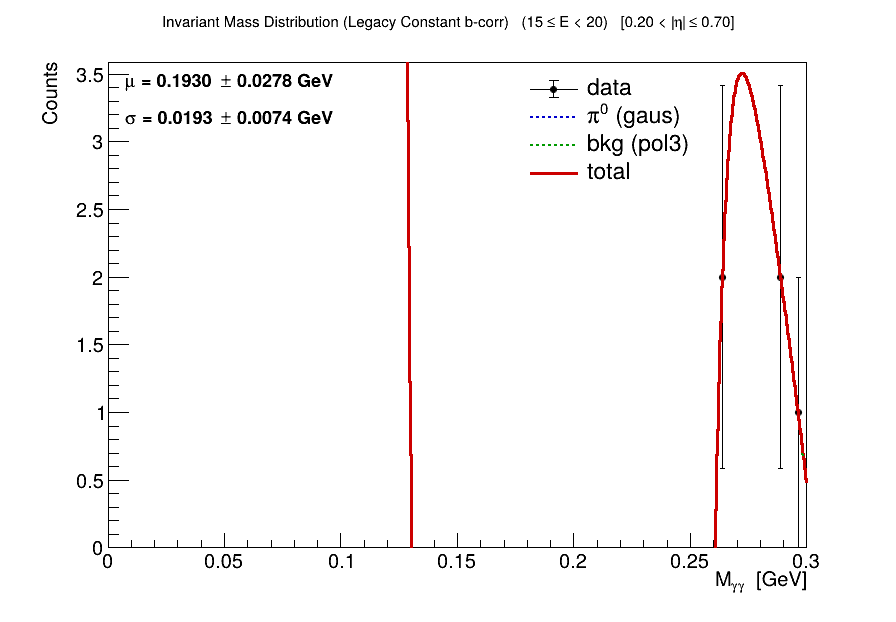 Invariant Mass Distribution (Legacy Constant b-corr) (15 ≤ E < 20) [0.20 < |η| ≤ 0.70]
Counts
μ = 0.1930 ± 0.0278 GeV
σ = 0.0193 ± 0.0074 GeV
data
π⁰ (gaus)
bkg (pol3)
total
3.5
3
2.5
2
1.5
1
0.5
0
0 0.05 0.1 0.15 0.2 0.25 0.3
Mγγ [GeV]